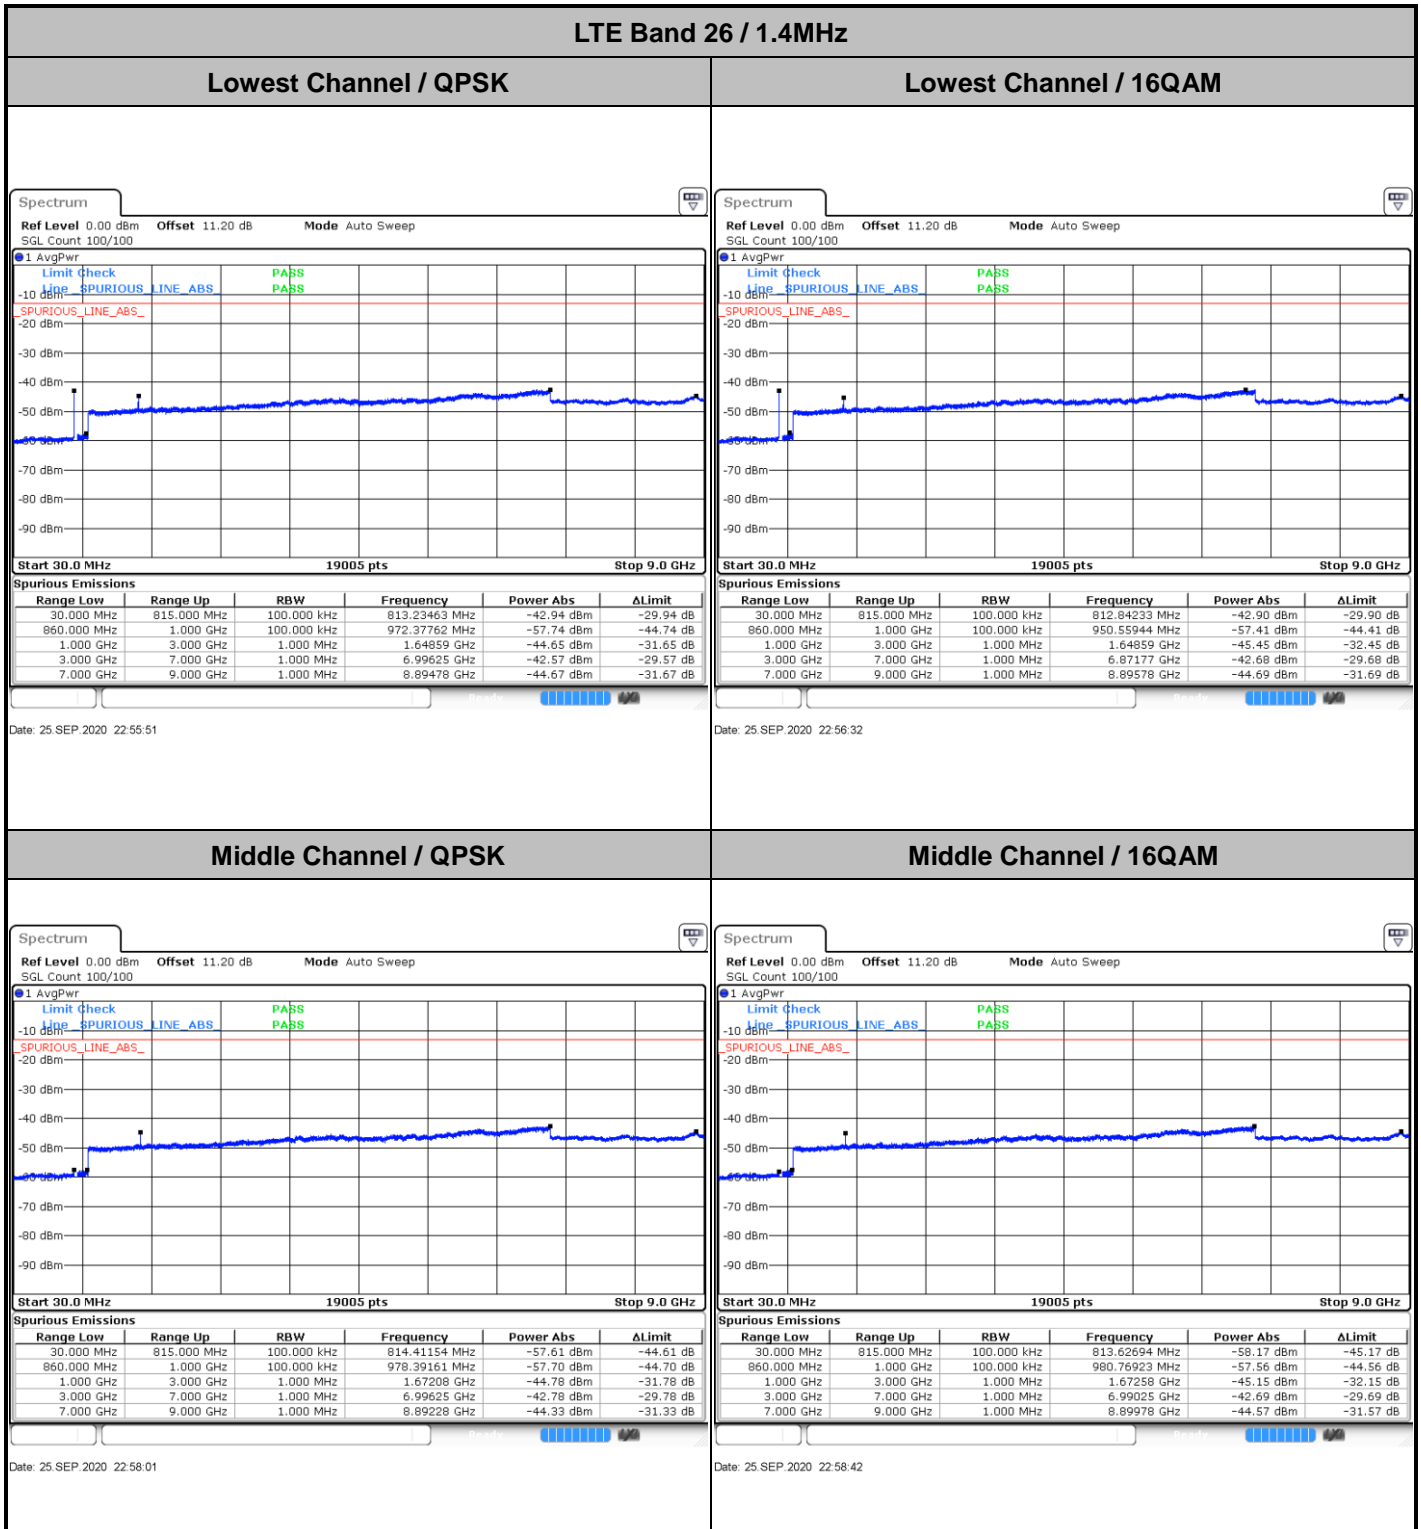 LTE Band 26 / 1.4MHz
Lowest Channel / QPSK
Lowest Channel / 16QAM
Spectrum
Ref Level 0.00 dBm Offset 11.20 dB Mode Auto Sweep
SGL Count 100/100
1 AvgPwr
Limit Check PASS
Line _SPURIOUS_LINE_ABS_ PASS
-10 dBm
_SPURIOUS_LINE_ABS_
-20 dBm
-30 dBm
-40 dBm
-50 dBm
-60 dBm
-70 dBm
-80 dBm
-90 dBm
Start 30.0 MHz 19005 pts Stop 9.0 GHz
Spurious Emissions
Range Low Range Up RBW Frequency Power Abs ΔLimit
30.000 MHz 815.000 MHz 100.000 kHz 813.23463 MHz -42.94 dBm -29.94 dB
860.000 MHz 1.000 GHz 100.000 kHz 972.37762 MHz -57.74 dBm -44.74 dB
1.000 GHz 3.000 GHz 1.000 MHz 1.64859 GHz -44.65 dBm -31.65 dB
3.000 GHz 7.000 GHz 1.000 MHz 6.99625 GHz -42.57 dBm -29.57 dB
7.000 GHz 9.000 GHz 1.000 MHz 8.89478 GHz -44.67 dBm -31.67 dB
Ready
Date: 25.SEP.2020 22:55:51
Spectrum
Ref Level 0.00 dBm Offset 11.20 dB Mode Auto Sweep
SGL Count 100/100
1 AvgPwr
Limit Check PASS
Line _SPURIOUS_LINE_ABS_ PASS
-10 dBm
_SPURIOUS_LINE_ABS_
-20 dBm
-30 dBm
-40 dBm
-50 dBm
-60 dBm
-70 dBm
-80 dBm
-90 dBm
Start 30.0 MHz 19005 pts Stop 9.0 GHz
Spurious Emissions
Range Low Range Up RBW Frequency Power Abs ΔLimit
30.000 MHz 815.000 MHz 100.000 kHz 812.84233 MHz -42.90 dBm -29.90 dB
860.000 MHz 1.000 GHz 100.000 kHz 950.55944 MHz -57.41 dBm -44.41 dB
1.000 GHz 3.000 GHz 1.000 MHz 1.64859 GHz -45.45 dBm -32.45 dB
3.000 GHz 7.000 GHz 1.000 MHz 6.87177 GHz -42.68 dBm -29.68 dB
7.000 GHz 9.000 GHz 1.000 MHz 8.89578 GHz -44.69 dBm -31.69 dB
Ready
Date: 25.SEP.2020 22:56:32
Middle Channel / QPSK
Middle Channel / 16QAM
Spectrum
Ref Level 0.00 dBm Offset 11.20 dB Mode Auto Sweep
SGL Count 100/100
1 AvgPwr
Limit Check PASS
Line _SPURIOUS_LINE_ABS_ PASS
-10 dBm
_SPURIOUS_LINE_ABS_
-20 dBm
-30 dBm
-40 dBm
-50 dBm
-60 dBm
-70 dBm
-80 dBm
-90 dBm
Start 30.0 MHz 19005 pts Stop 9.0 GHz
Spurious Emissions
Range Low Range Up RBW Frequency Power Abs ΔLimit
30.000 MHz 815.000 MHz 100.000 kHz 814.41154 MHz -57.61 dBm -44.61 dB
860.000 MHz 1.000 GHz 100.000 kHz 978.39161 MHz -57.70 dBm -44.70 dB
1.000 GHz 3.000 GHz 1.000 MHz 1.67208 GHz -44.78 dBm -31.78 dB
3.000 GHz 7.000 GHz 1.000 MHz 6.99625 GHz -42.78 dBm -29.78 dB
7.000 GHz 9.000 GHz 1.000 MHz 8.89228 GHz -44.33 dBm -31.33 dB
Ready
Date: 25.SEP.2020 22:58:01
Spectrum
Ref Level 0.00 dBm Offset 11.20 dB Mode Auto Sweep
SGL Count 100/100
1 AvgPwr
Limit Check PASS
Line _SPURIOUS_LINE_ABS_ PASS
-10 dBm
_SPURIOUS_LINE_ABS_
-20 dBm
-30 dBm
-40 dBm
-50 dBm
-60 dBm
-70 dBm
-80 dBm
-90 dBm
Start 30.0 MHz 19005 pts Stop 9.0 GHz
Spurious Emissions
Range Low Range Up RBW Frequency Power Abs ΔLimit
30.000 MHz 815.000 MHz 100.000 kHz 813.62694 MHz -58.17 dBm -45.17 dB
860.000 MHz 1.000 GHz 100.000 kHz 980.76923 MHz -57.56 dBm -44.56 dB
1.000 GHz 3.000 GHz 1.000 MHz 1.67258 GHz -45.15 dBm -32.15 dB
3.000 GHz 7.000 GHz 1.000 MHz 6.99025 GHz -42.69 dBm -29.69 dB
7.000 GHz 9.000 GHz 1.000 MHz 8.89978 GHz -44.57 dBm -31.57 dB
Ready
Date: 25.SEP.2020 22:58:42